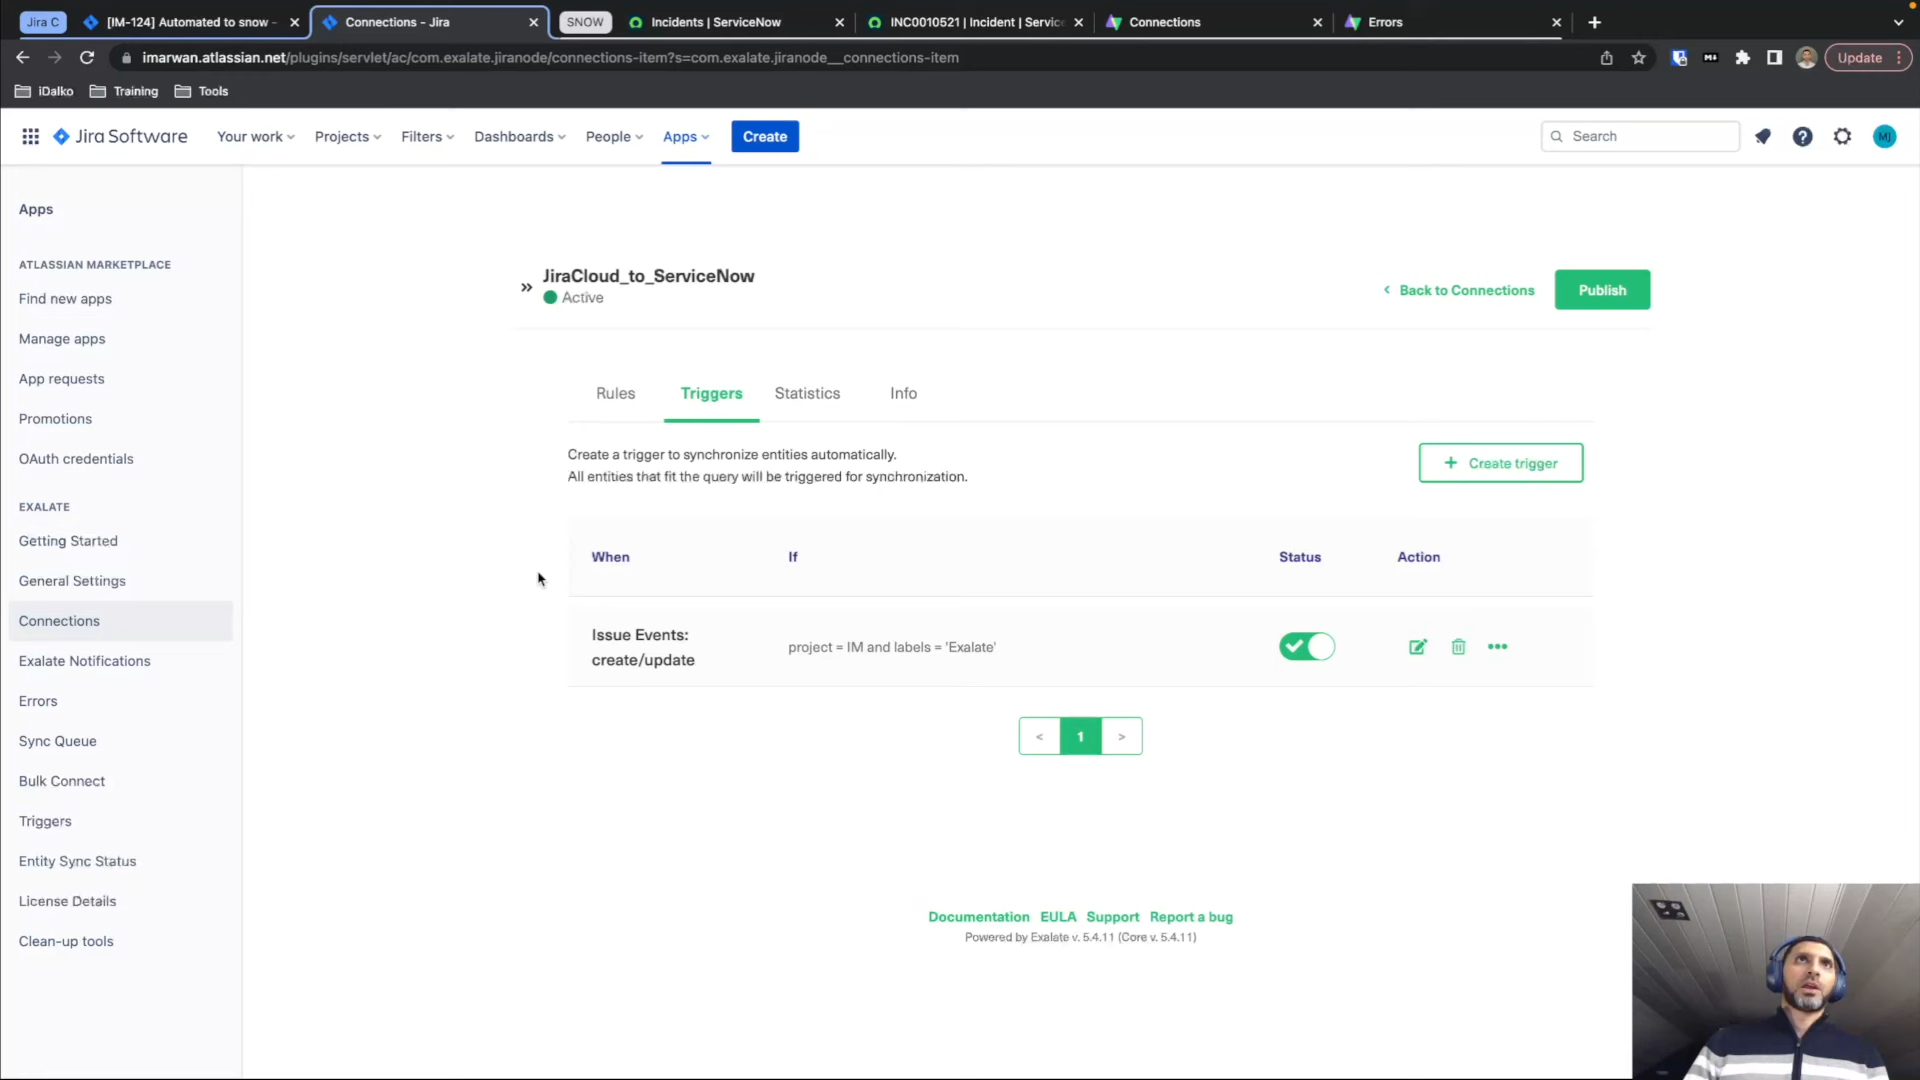 Jira C
[IM-124] Automated to snow -
Connections - Jira
SNOW
Incidents | ServiceNow
INC0010521 | Incident | Service
Connections
Errors
imarwan.atlassian.net/plugins/servlet/ac/com.exalate.jiranode/connections-item?s=com.exalate.jiranode__connections-item
Update
iDalko
Training
Tools
Jira Software
Your work
Projects
Filters
Dashboards
People
Apps
Create
Search
MJ
Apps
ATLASSIAN MARKETPLACE
Find new apps
Manage apps
App requests
Promotions
OAuth credentials
EXALATE
Getting Started
General Settings
Connections
Exalate Notifications
Errors
Sync Queue
Bulk Connect
Triggers
Entity Sync Status
License Details
Clean-up tools
JiraCloud_to_ServiceNow
Active
< Back to Connections
Publish
Rules
Triggers
Statistics
Info
Create a trigger to synchronize entities automatically.
All entities that fit the query will be triggered for synchronization.
+ Create trigger
When
If
Status
Action
Issue Events:
create/update
project = IM and labels = 'Exalate'
< 1 >
Documentation EULA Support Report a bug
Powered by Exalate v. 5.4.11 (Core v. 5.4.11)